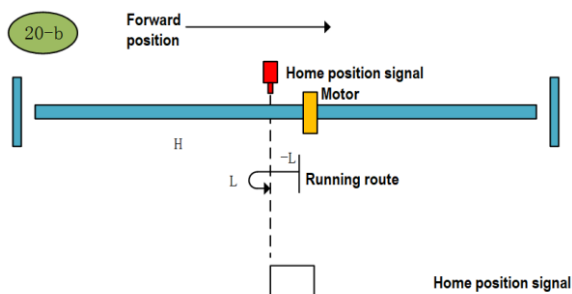 20-b
Forward
position
Home position signal
Motor
H
-L
L
Running route
Home position signal